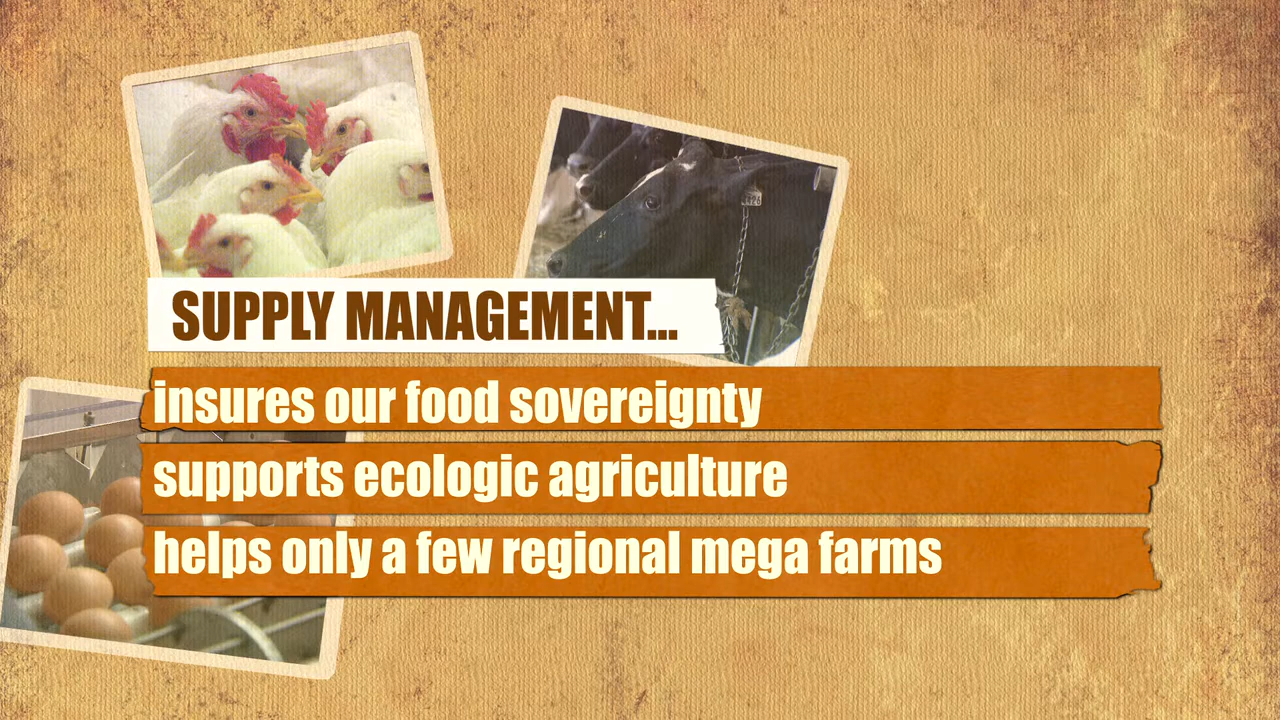 SUPPLY MANAGEMENT...
insures our food sovereignty
supports ecologic agriculture
helps only a few regional mega farms